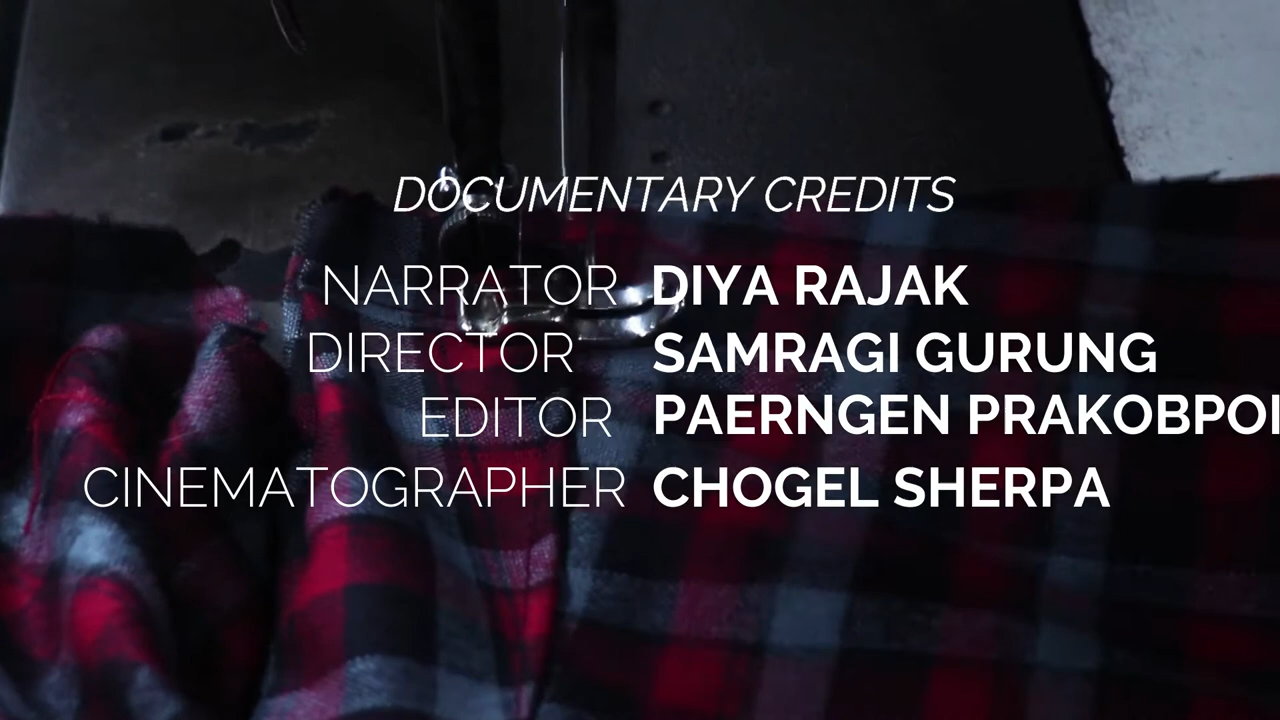 DOCUMENTARY CREDITS
NARRATOR DIYA RAJAK
DIRECTOR SAMRAGI GURUNG
EDITOR PAERNGEN
CINEMATOGRAPHER CHOGEL SHERPA